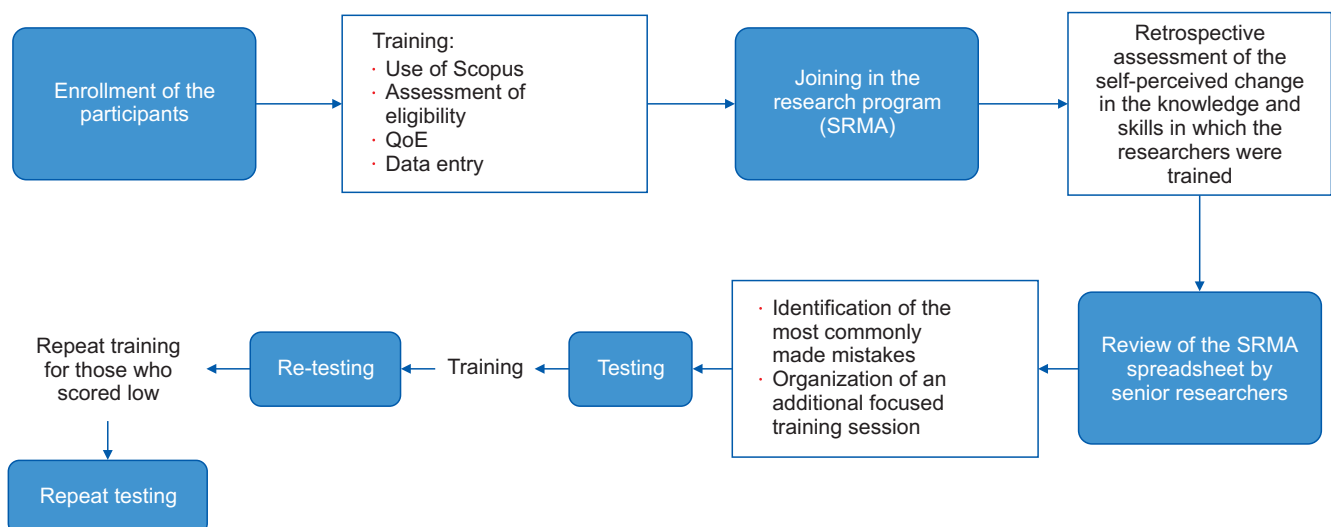 Enrollment of the
participants
Training:
· Use of Scopus
· Assessment of
eligibility
· QoE
· Data entry
Joining in the
research program
(SRMA)
Retrospective
assessment of the
self-perceived change
in the knowledge and
skills in which the
researchers were
trained
Review of the SRMA
spreadsheet by
senior researchers
· Identification of the
most commonly
made mistakes
· Organization of an
additional focused
training session
Testing
Training
Re-testing
Repeat training
for those who
scored low
Repeat testing